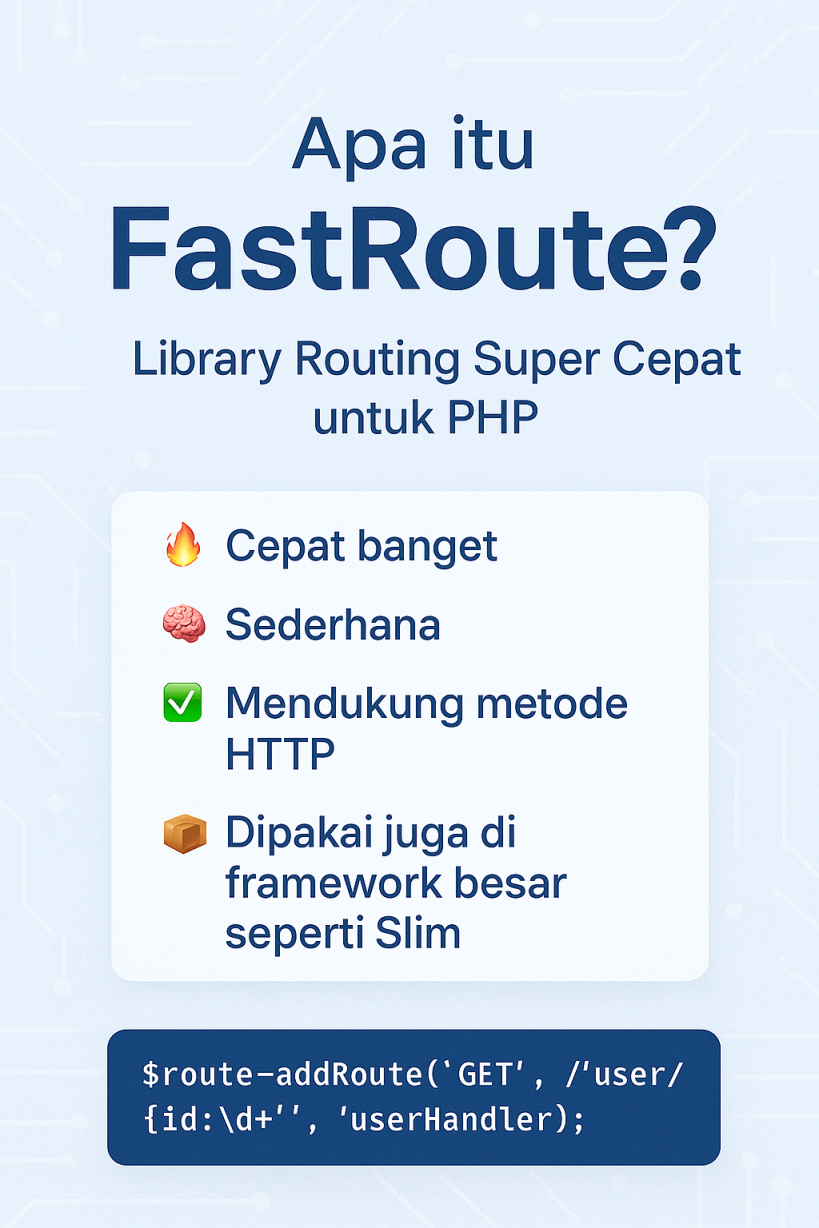 Apa itu
FastRoute?
Library Routing Super Cepat
untuk PHP
🔥 Cepat banget
🧠 Sederhana
✅ Mendukung metode
HTTP
📦 Dipakai juga di
framework besar
seperti Slim
$route–addRoute(‵GET′, /′user/
{id:\d+′′, ′userHandler);